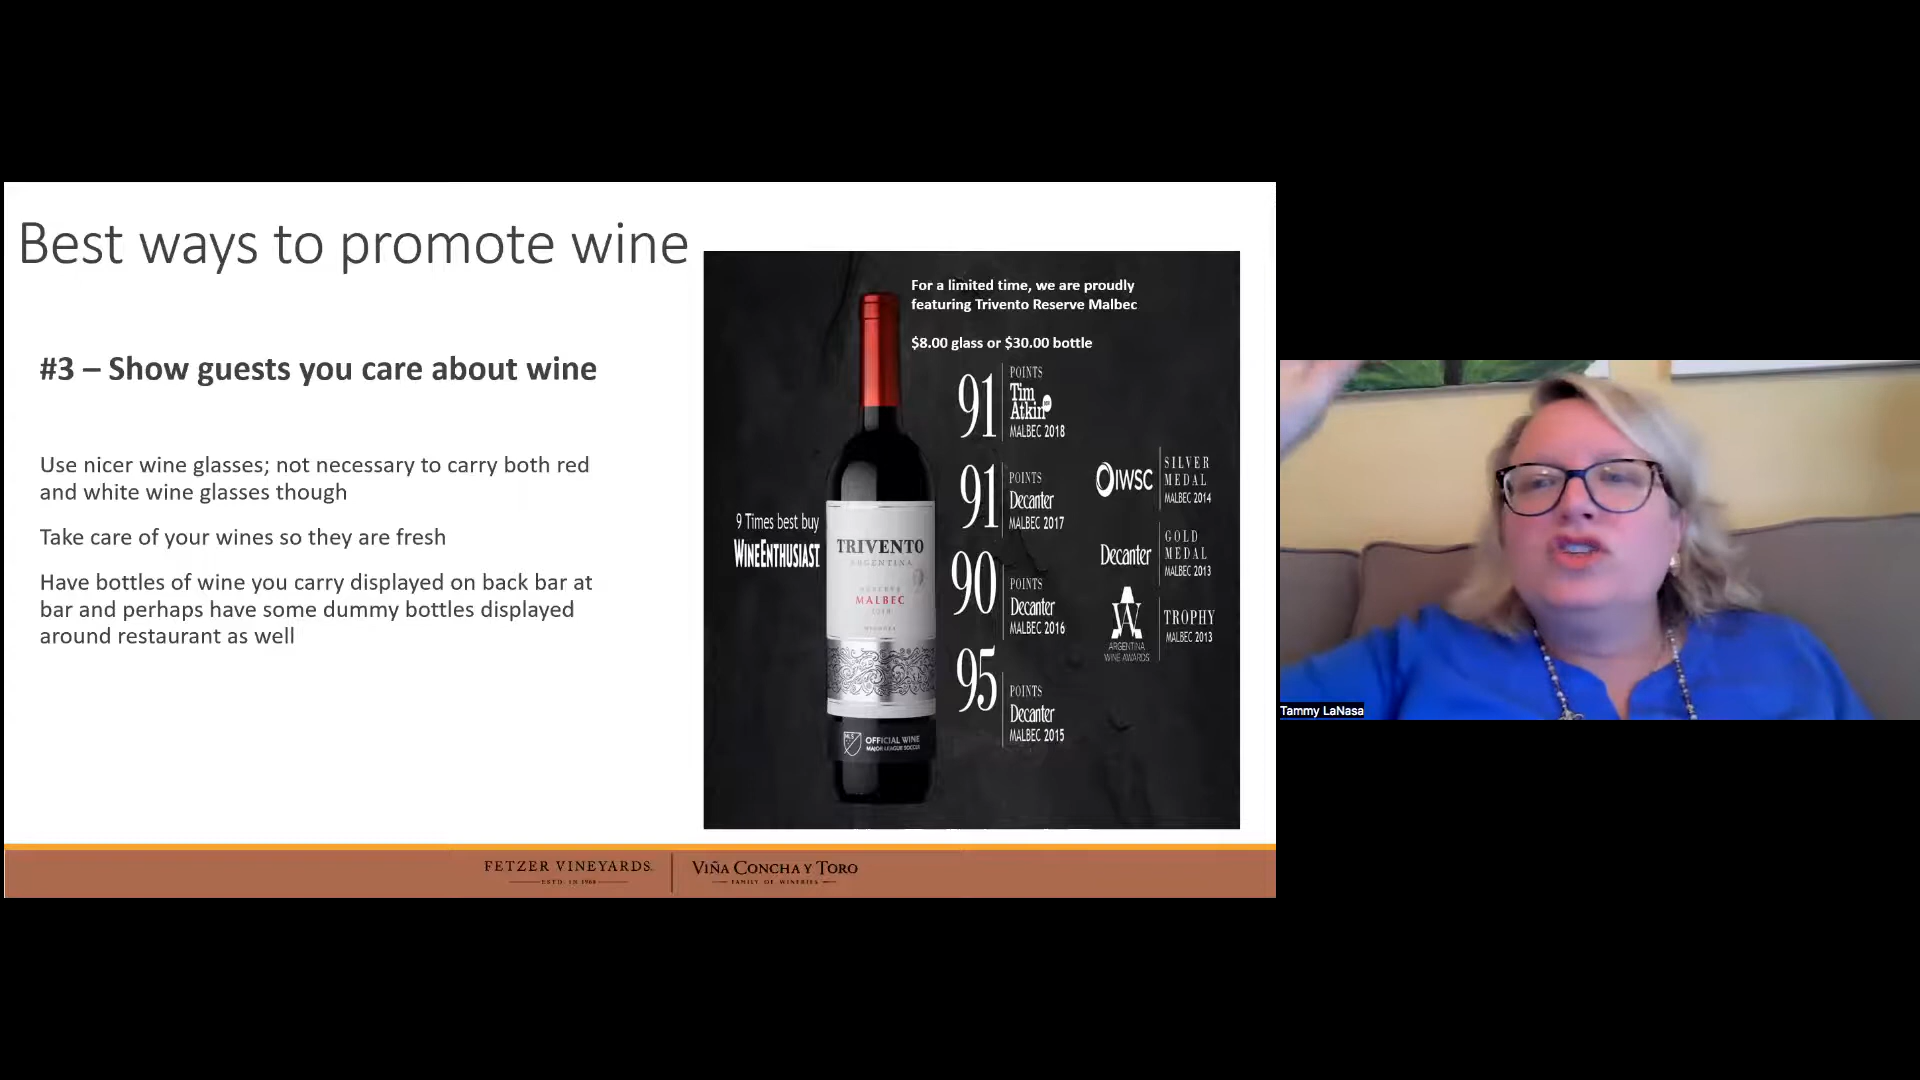 Best ways to promote wine
#3 – Show guests you care about wine
Use nicer wine glasses; not necessary to carry both red
and white wine glasses though
Take care of your wines so they are fresh
Have bottles of wine you carry displayed on back bar at
bar and perhaps have some dummy bottles displayed
around restaurant as well
For a limited time, we are proudly
featuring Trivento Reserve Malbec
$8.00 glass or $30.00 bottle
9 Times best buy
WINEENTHUSIAST
TRIVENTO
ARGENTINA
RESERVE
MALBEC
MLS
OFFICIAL WINE
MAJOR LEAGUE SOCCER
91
POINTS
Tim
Atkin
MALBEC 2018
91
POINTS
Decanter
MALBEC 2017
90
POINTS
Decanter
MALBEC 2016
95
POINTS
Decanter
MALBEC 2015
IWSC
SILVER
MEDAL
MALBEC 2014
Decanter
GOLD
MEDAL
MALBEC 2013
ARGENTINA
WINE AWARDS
TROPHY
MALBEC 2013
FETZER VINEYARDS
ESTD. IN 1968
VIÑA CONCHA Y TORO
FAMILY OF WINERIES
Tammy LaNasa